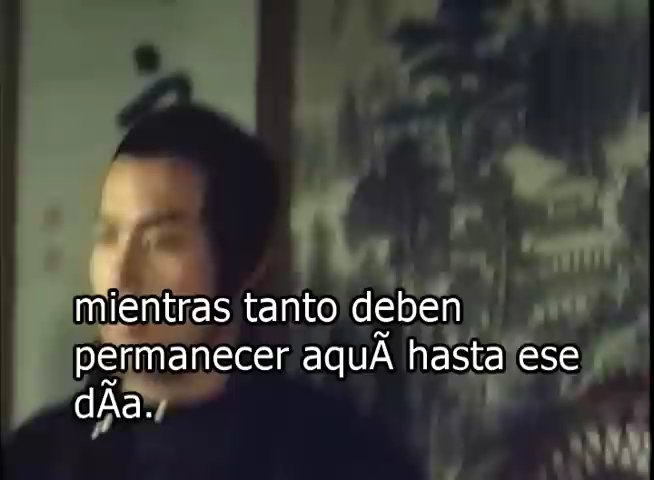 mientras tanto deben
permanecer aquÃ hasta ese
dÃa.